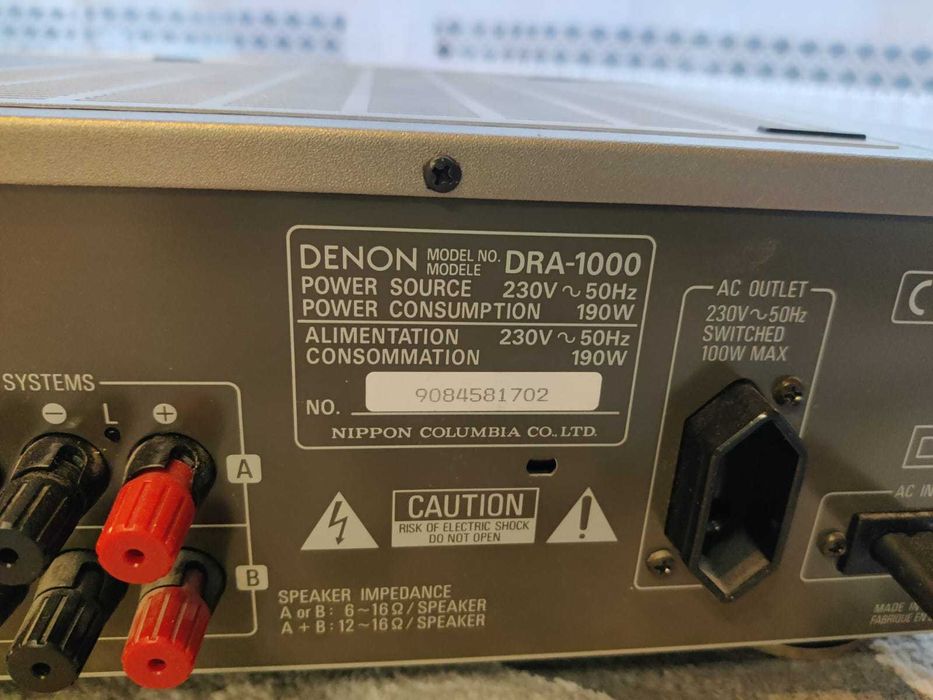 DENON MODEL NO. MODELE DRA-1000
POWER SOURCE 230V ~ 50Hz
POWER CONSUMPTION 190W
ALIMENTATION 230V ~ 50Hz
CONSOMMATION 190W
NO. 9084581702
NIPPON COLUMBIA CO., LTD.
AC OUTLET
230V ~ 50Hz
SWITCHED
100W MAX
SYSTEMS
− L +
A
B
CAUTION
RISK OF ELECTRIC SHOCK
DO NOT OPEN
SPEAKER IMPEDANCE
A or B : 6 ~ 16 Ω / SPEAKER
A + B : 12 ~ 16 Ω / SPEAKER
AC IN
MADE IN
FABRIQUE EN